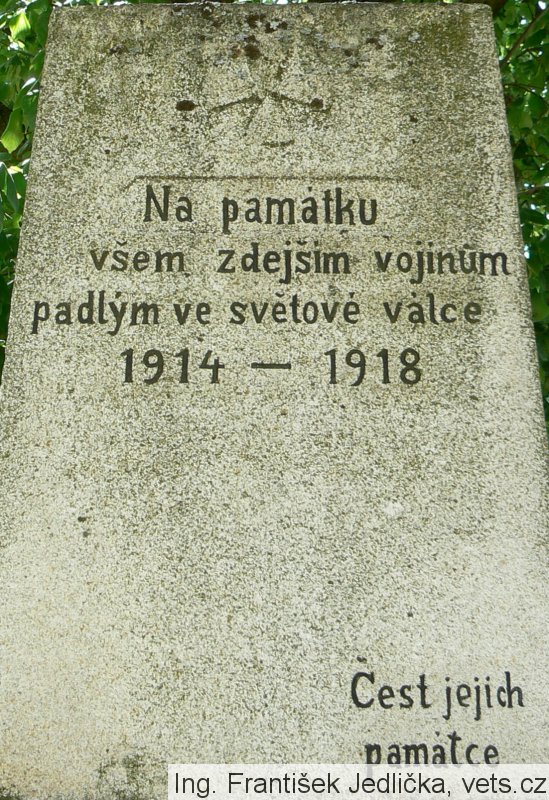 Na památku
všem zdejším vojínům
padlým ve světové válce
1914 – 1918
Čest jejich
památce
Ing. František Jedlička, vets.cz